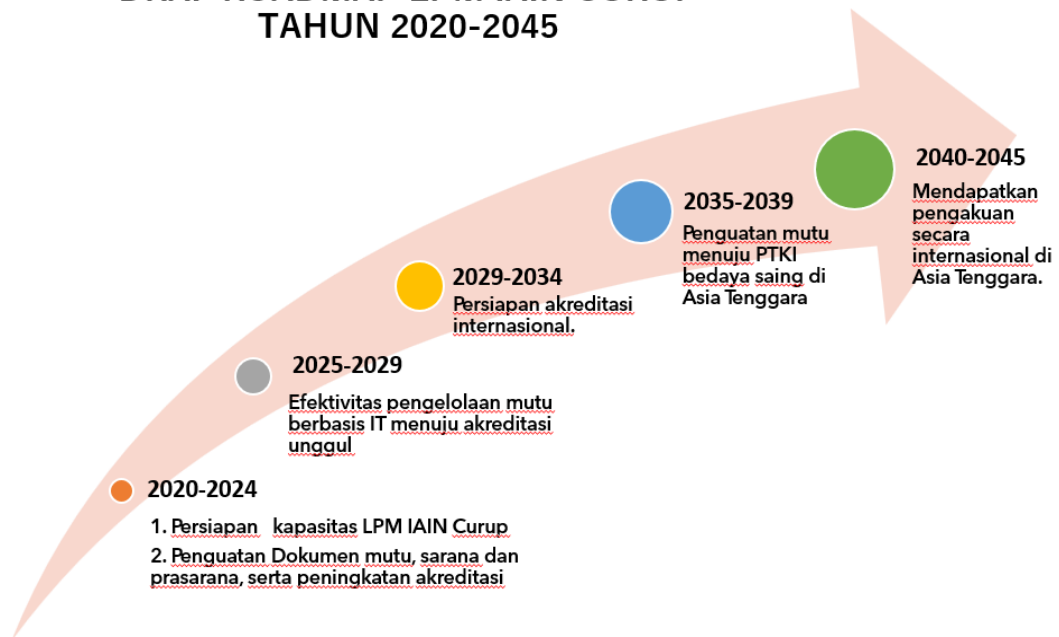 TAHUN 2020-2045
2040-2045
Mendapatkan
pengakuan
secara
internasional di
Asia Tenggara.
2035-2039
Penguatan mutu
menuju PTKI
bedaya saing di
Asia Tenggara
2029-2034
Persiapan akreditasi
internasional.
2025-2029
Efektivitas pengelolaan mutu
berbasis IT menuju akreditasi
unggul
2020-2024
1. Persiapan kapasitas LPM IAIN Curup
2. Penguatan Dokumen mutu, sarana dan
prasarana, serta peningkatan akreditasi